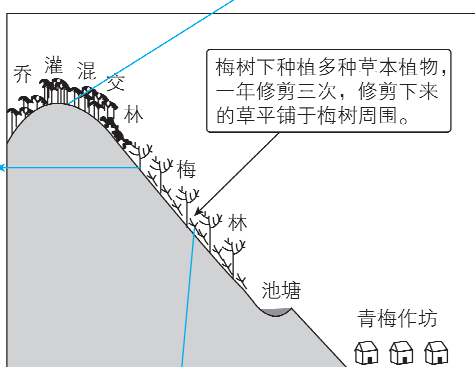 乔灌混交林
梅树下种植多种草本植物，
一年修剪三次，修剪下来
的草平铺于梅树周围。
梅林
池塘
青梅作坊